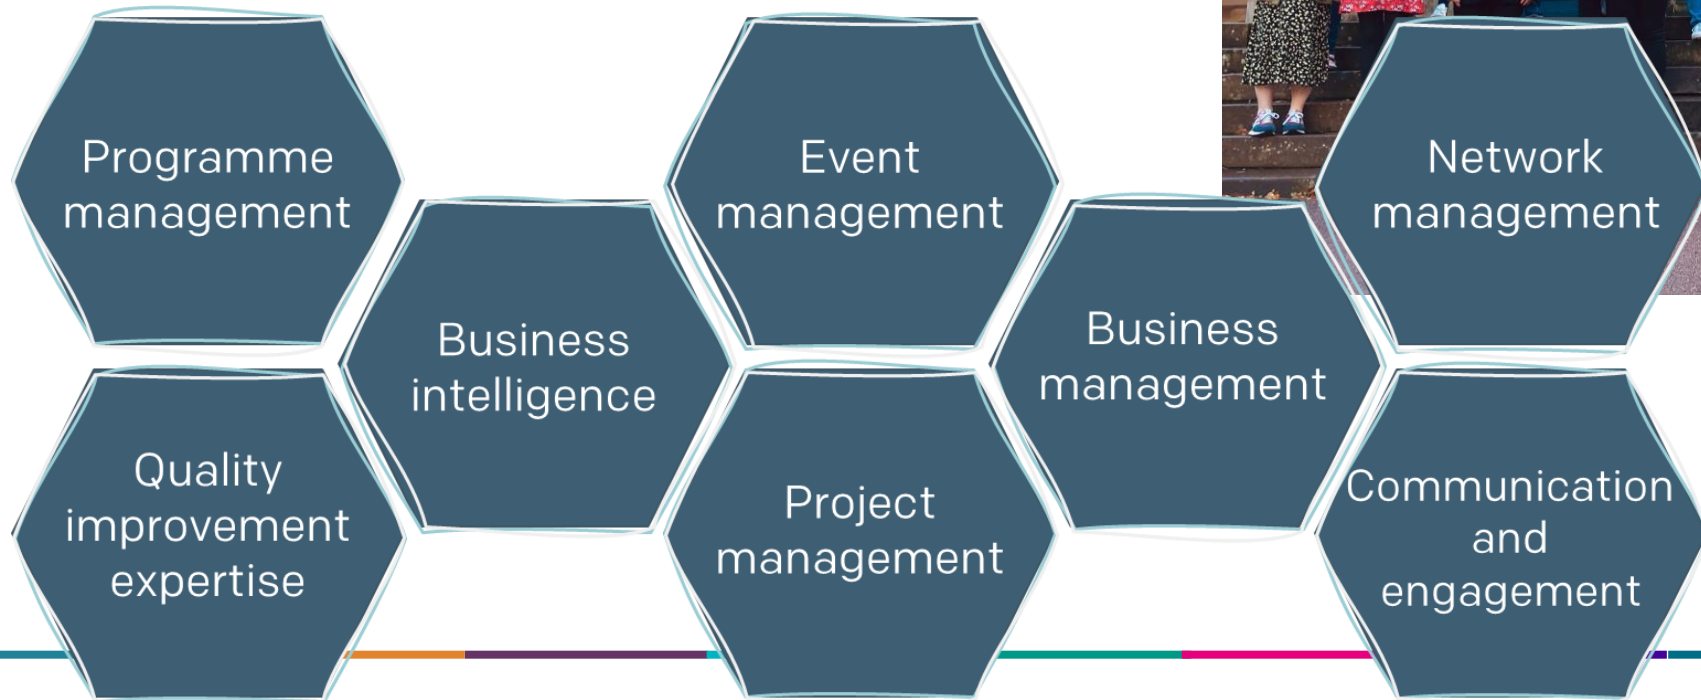 Programme
management
Event
management
Network
management
Business
intelligence
Business
management
Quality
improvement
expertise
Project
management
Communication
and
engagement